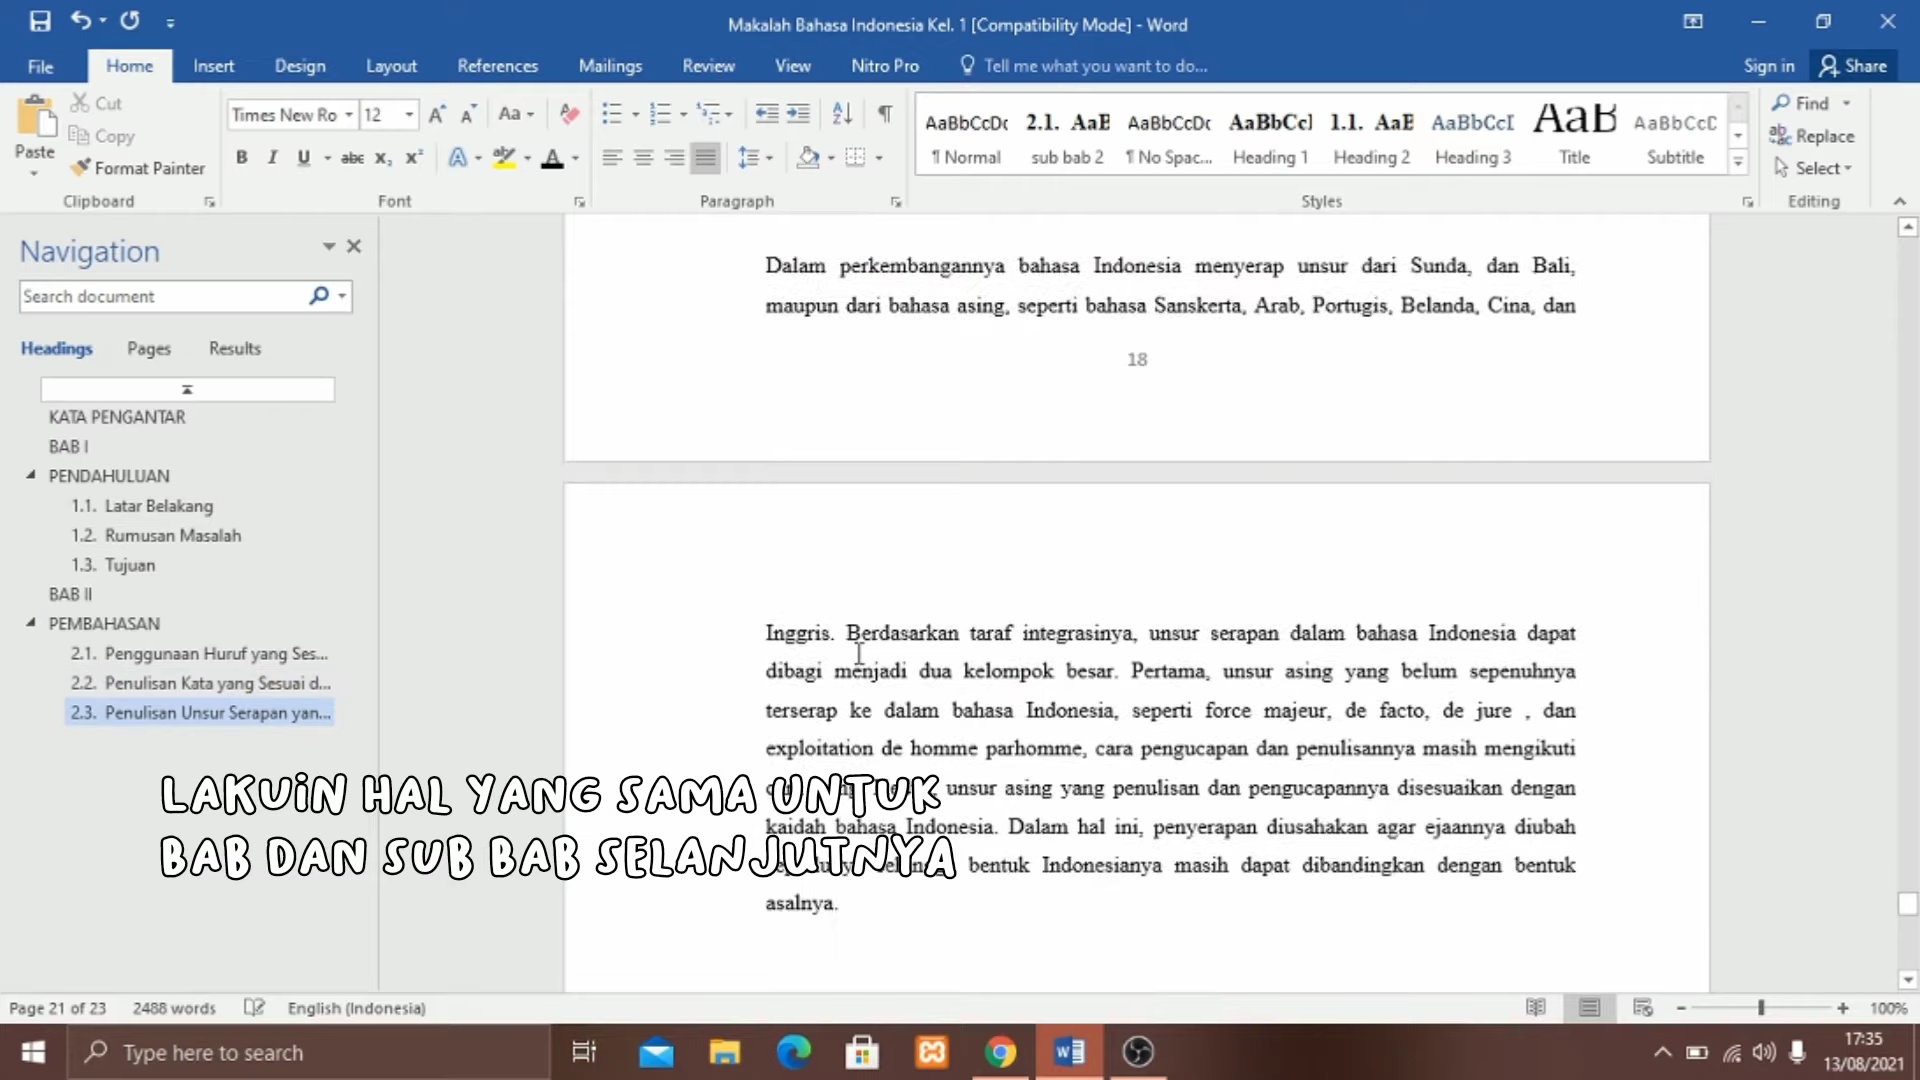 Makalah Bahasa Indonesia Kel. 1 [Compatibility Mode] - Word
File Home Insert Design Layout References Mailings Review View Nitro Pro Tell me what you want to do... Sign in Share
Paste
Cut
Copy
Format Painter
Clipboard
Times New Ro 12
Aa
B I U abc X₂ X² A A
Font
Paragraph
AaBbCcDc 2.1. AaB AaBbCcDc AaBbCcI 1.1. AaB AaBbCcI AaB AaBbCcC
¶ Normal sub bab 2 ¶ No Spac... Heading 1 Heading 2 Heading 3 Title Subtitle
Styles
Find
Replace
Select
Editing
Navigation
Search document
Headings Pages Results
KATA PENGANTAR
BAB I
PENDAHULUAN
1.1. Latar Belakang
1.2. Rumusan Masalah
1.3. Tujuan
BAB II
PEMBAHASAN
2.1. Penggunaan Huruf yang Ses...
2.2. Penulisan Kata yang Sesuai d...
2.3. Penulisan Unsur Serapan yan...
Dalam perkembangannya bahasa Indonesia menyerap unsur dari Sunda, dan Bali,
maupun dari bahasa asing, seperti bahasa Sanskerta, Arab, Portugis, Belanda, Cina, dan
18
Inggris. Berdasarkan taraf integrasinya, unsur serapan dalam bahasa Indonesia dapat
dibagi menjadi dua kelompok besar. Pertama, unsur asing yang belum sepenuhnya
terserap ke dalam bahasa Indonesia, seperti force majeur, de facto, de jure , dan
exploitation de homme parhomme, cara pengucapan dan penulisannya masih mengikuti
unsur asing yang penulisan dan pengucapannya disesuaikan dengan
kaidah bahasa Indonesia. Dalam hal ini, penyerapan diusahakan agar ejaannya diubah
bentuk Indonesianya masih dapat dibandingkan dengan bentuk
asalnya.
LAKUIN HAL YANG SAMA UNTUK
BAB DAN SUB BAB SELANJUTNYA
Page 21 of 23 2488 words English (Indonesia) 100%
Type here to search
17:35
13/08/2021